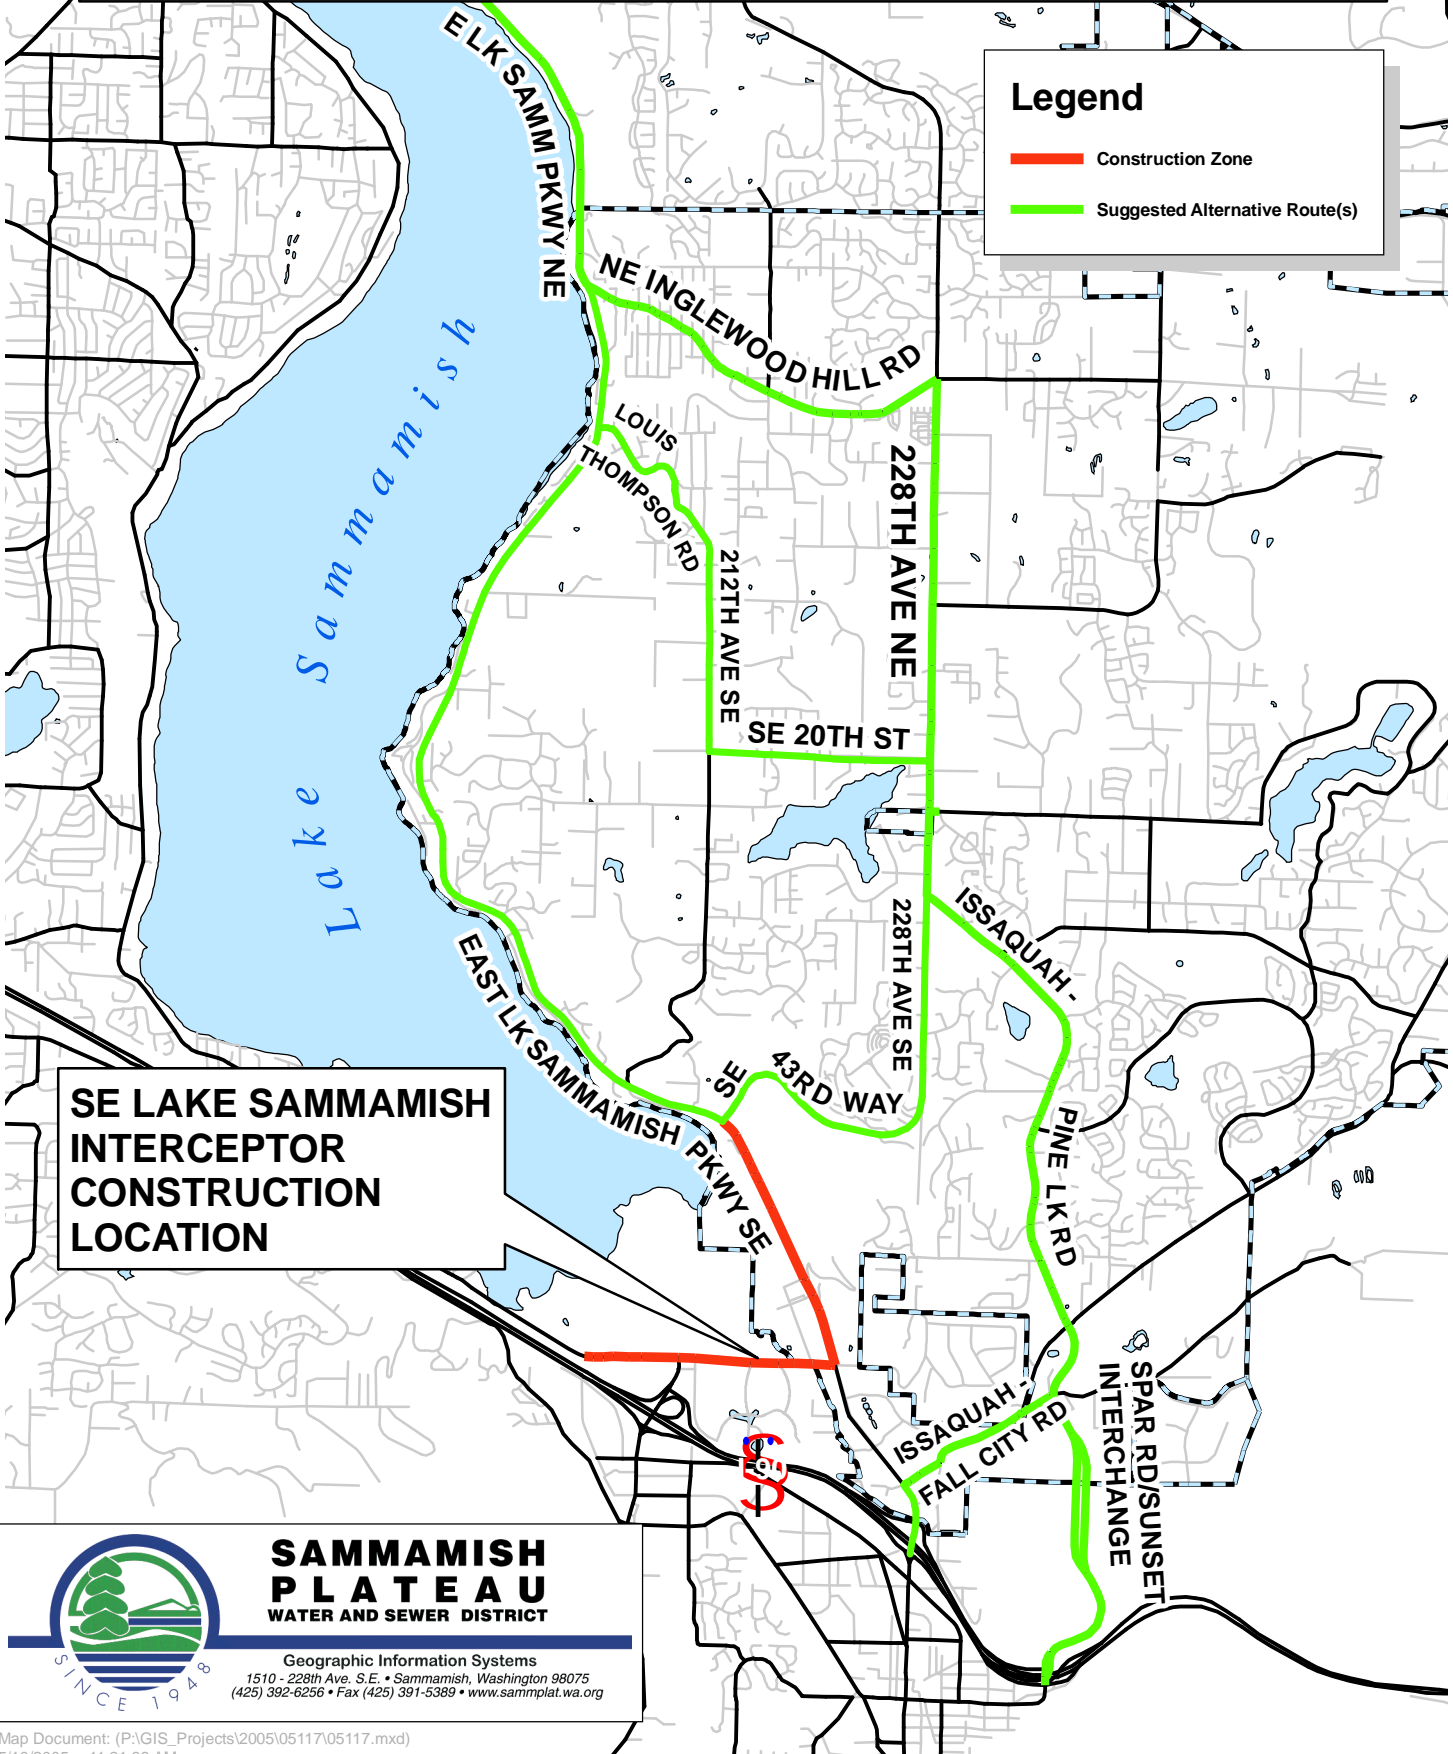 E LK SAMM PKWY NE
Legend
Construction Zone
Suggested Alternative Route(s)
NE INGLEWOOD HILL RD
LOUIS
THOMPSON RD
228TH AVE NE
212TH AVE SE
SE 20TH ST
Lake Sammamish
ISSAQUAH -
PINE LK RD
228TH AVE SE
EAST LK SAMMAMISH PKWY SE
SE 43RD WAY
SE LAKE SAMMAMISH
INTERCEPTOR
CONSTRUCTION
LOCATION
ISSAQUAH -
FALL CITY RD
SPAR RD/SUNSET
INTERCHANGE
SAMMAMISH
PLATEAU
WATER AND SEWER DISTRICT
SINCE 1948
Geographic Information Systems
1510 - 228th Ave. S.E. • Sammamish, Washington 98075
(425) 392-6256 • Fax (425) 391-5389 • www.sammplat.wa.org
Map Document: (P:\GIS_Projects\2005\05117\05117.mxd)